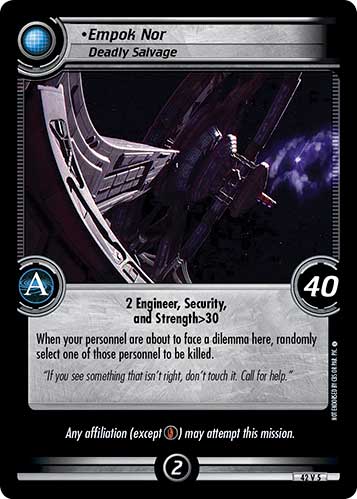 •Empok Nor
Deadly Salvage
A
40
2 Engineer, Security,
and Strength>30
When your personnel are about to face a dilemma here, randomly
select one of those personnel to be killed.
"If you see something that isn't right, don't touch it. Call for help."
Any affiliation (except ) may attempt this mission.
2
42 V 5